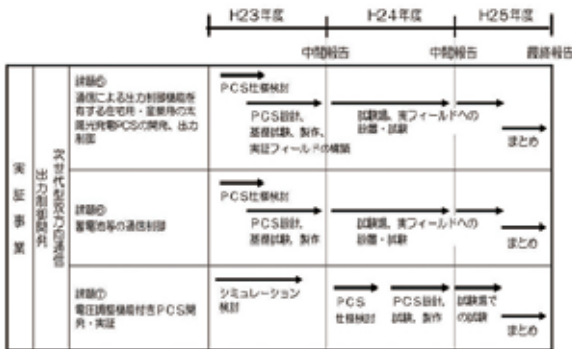 H23年度 H24年度 H25年度
中間報告 中間報告 最終報告
実証事業
次世代型双方向通信
出力制御開発
課題⑤
通信による出力制御機能を
有する住宅用・産業用の太
陽光発電PCSの開発、出力
制御
PCS仕様検討
PCS設計、
基礎試験、製作、
実証フィールドの構築
試験場、実フィールドへの
設置・試験
まとめ
課題⑥
蓄電池等の通信制御
PCS仕様検討
PCS設計、
基礎試験、製作
試験場、実フィールドへの
設置・試験
まとめ
課題⑦
電圧調整機能付きPCS開
発・実証
シミュレーション
検討
PCS
仕様検討
PCS設計、
試験、製作
試験場で
の試験
まとめ